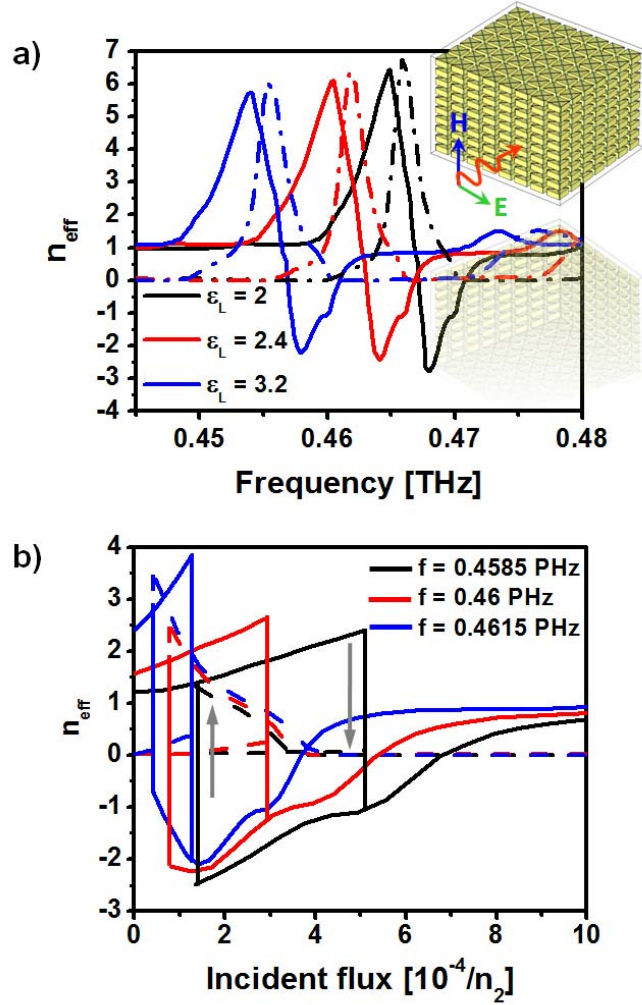 a)
7
6
5
4
3
2
1
0
-1
-2
-3
-4
n_eff
H
E
ε_L = 2
ε_L = 2.4
ε_L = 3.2
0.45 0.46 0.47 0.48
Frequency [THz]
b)
4
3
2
1
0
-1
-2
-3
n_eff
f = 0.4585 PHz
f = 0.46 PHz
f = 0.4615 PHz
0 2 4 6 8 10
Incident flux [10⁻⁴/n₂]